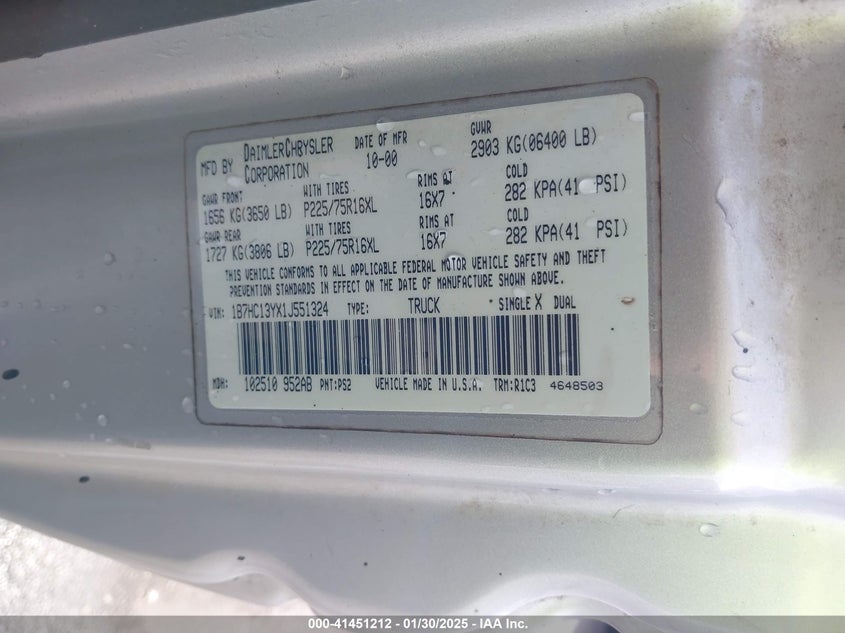 MFD BY DAIMLERCHRYSLER CORPORATION DATE OF MFR 10-00 GVWR 2903 KG(06400 LB)
GAWR FRONT WITH TIRES RIMS AT COLD
1656 KG(3650 LB) P225/75R16XL 16X7 282 KPA(41 PSI)
GAWR REAR WITH TIRES RIMS AT COLD
1727 KG(3806 LB) P225/75R16XL 16X7 282 KPA(41 PSI)
THIS VEHICLE CONFORMS TO ALL APPLICABLE FEDERAL MOTOR VEHICLE SAFETY AND THEFT
PREVENTION STANDARDS IN EFFECT ON THE DATE OF MANUFACTURE SHOWN ABOVE.
VIN: 1B7HC13YX1J551324 TYPE: TRUCK SINGLE X DUAL
MDH: 102510 952AB PNT:PS2 VEHICLE MADE IN U.S.A. TRM:R1C3 4648503
000-41451212 - 01/30/2025 - IAA Inc.